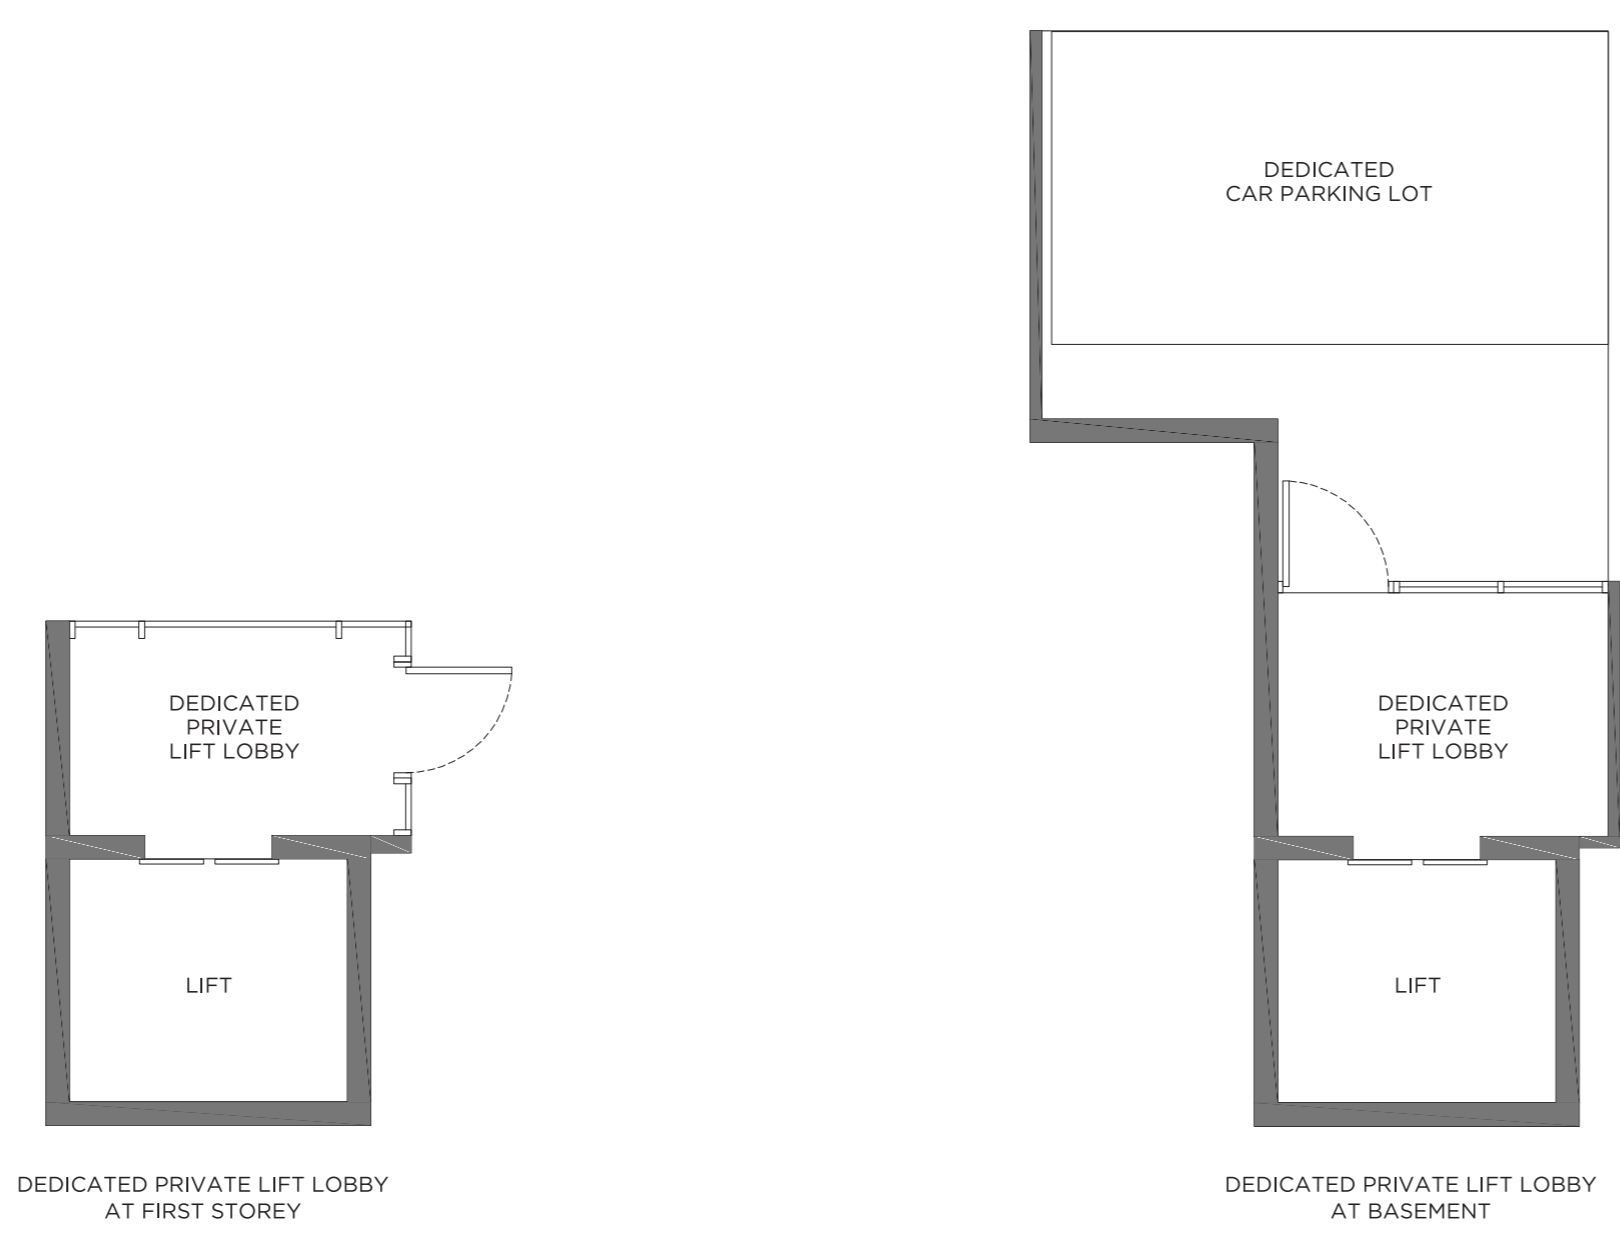 DEDICATED
CAR PARKING LOT
DEDICATED
PRIVATE
LIFT LOBBY
DEDICATED
PRIVATE
LIFT LOBBY
LIFT
LIFT
DEDICATED PRIVATE LIFT LOBBY
AT FIRST STOREY
DEDICATED PRIVATE LIFT LOBBY
AT BASEMENT